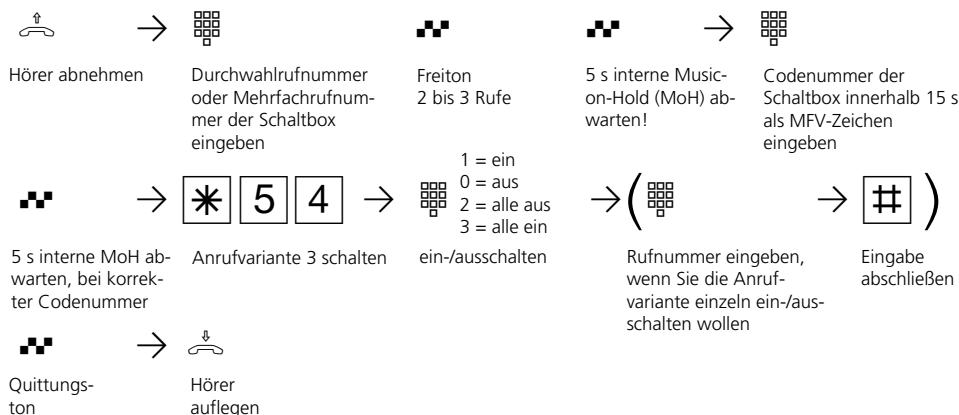 Hörer abnehmen
Durchwahlrufnummer
oder Mehrfachrufnum-
mer der Schaltbox
eingeben
Freiton
2 bis 3 Rufe
5 s interne Music-
on-Hold (MoH) ab-
warten!
Codenummer der
Schaltbox innerhalb 15 s
als MFV-Zeichen
eingeben
5 4
1 = ein
0 = aus
2 = alle aus
3 = alle ein
( # )
5 s interne MoH ab-
warten, bei korrek-
ter Codenummer
Anrufvariante 3 schalten
ein-/ausschalten
Rufnummer eingeben,
wenn Sie die Anruf-
variante einzeln ein-/aus-
schalten wollen
Eingabe
abschließen
Quittungs-
ton
Hörer
auflegen